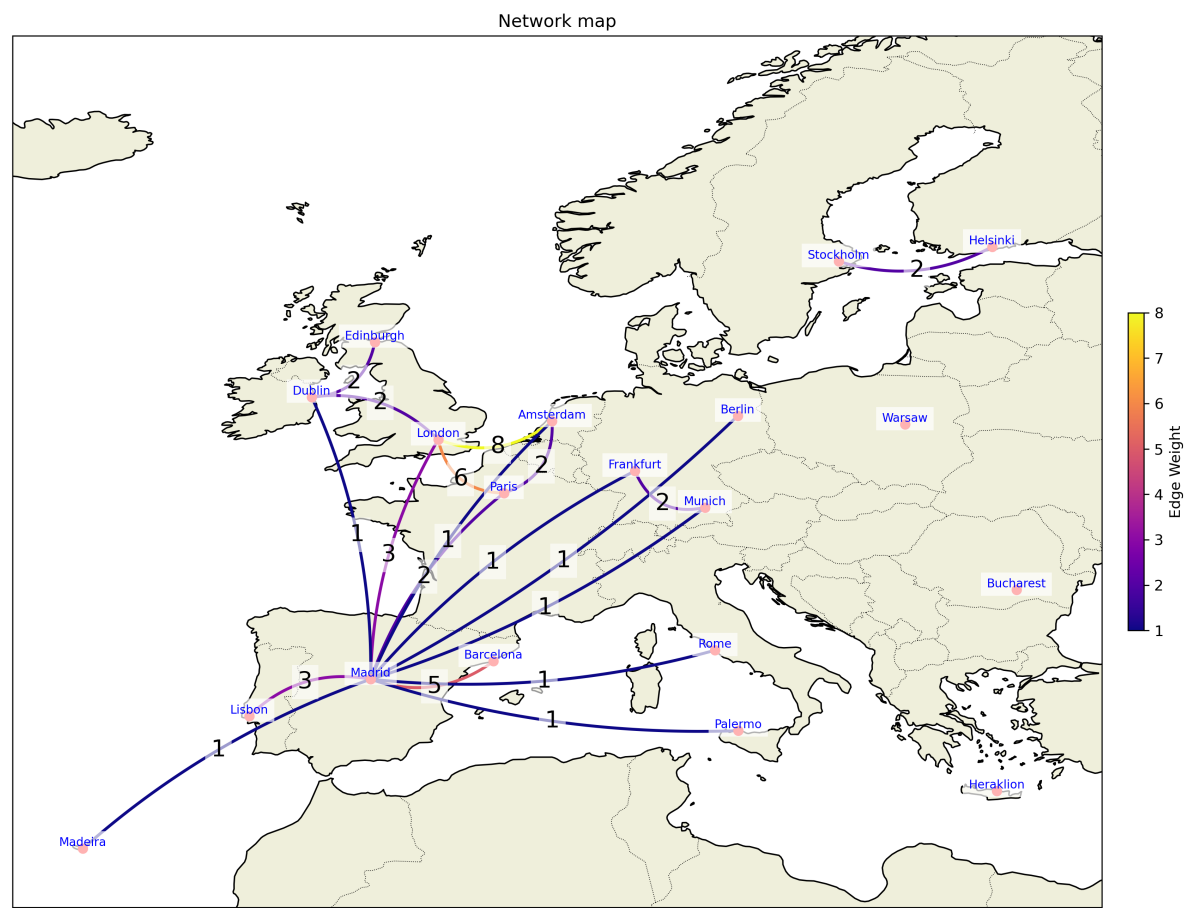 Network map
Helsinki
Stockholm
2
8
7
6
5
4
3
2
1
Edge Weight
Edinburgh
2
Dublin
2
Amsterdam
Berlin
Warsaw
London
8
Frankfurt
2
6
Paris
Munich
2
1
1
3
1
1
2
Bucharest
1
Rome
Barcelona
Madrid
3
5
1
Lisbon
1
Palermo
1
Heraklion
Madeira